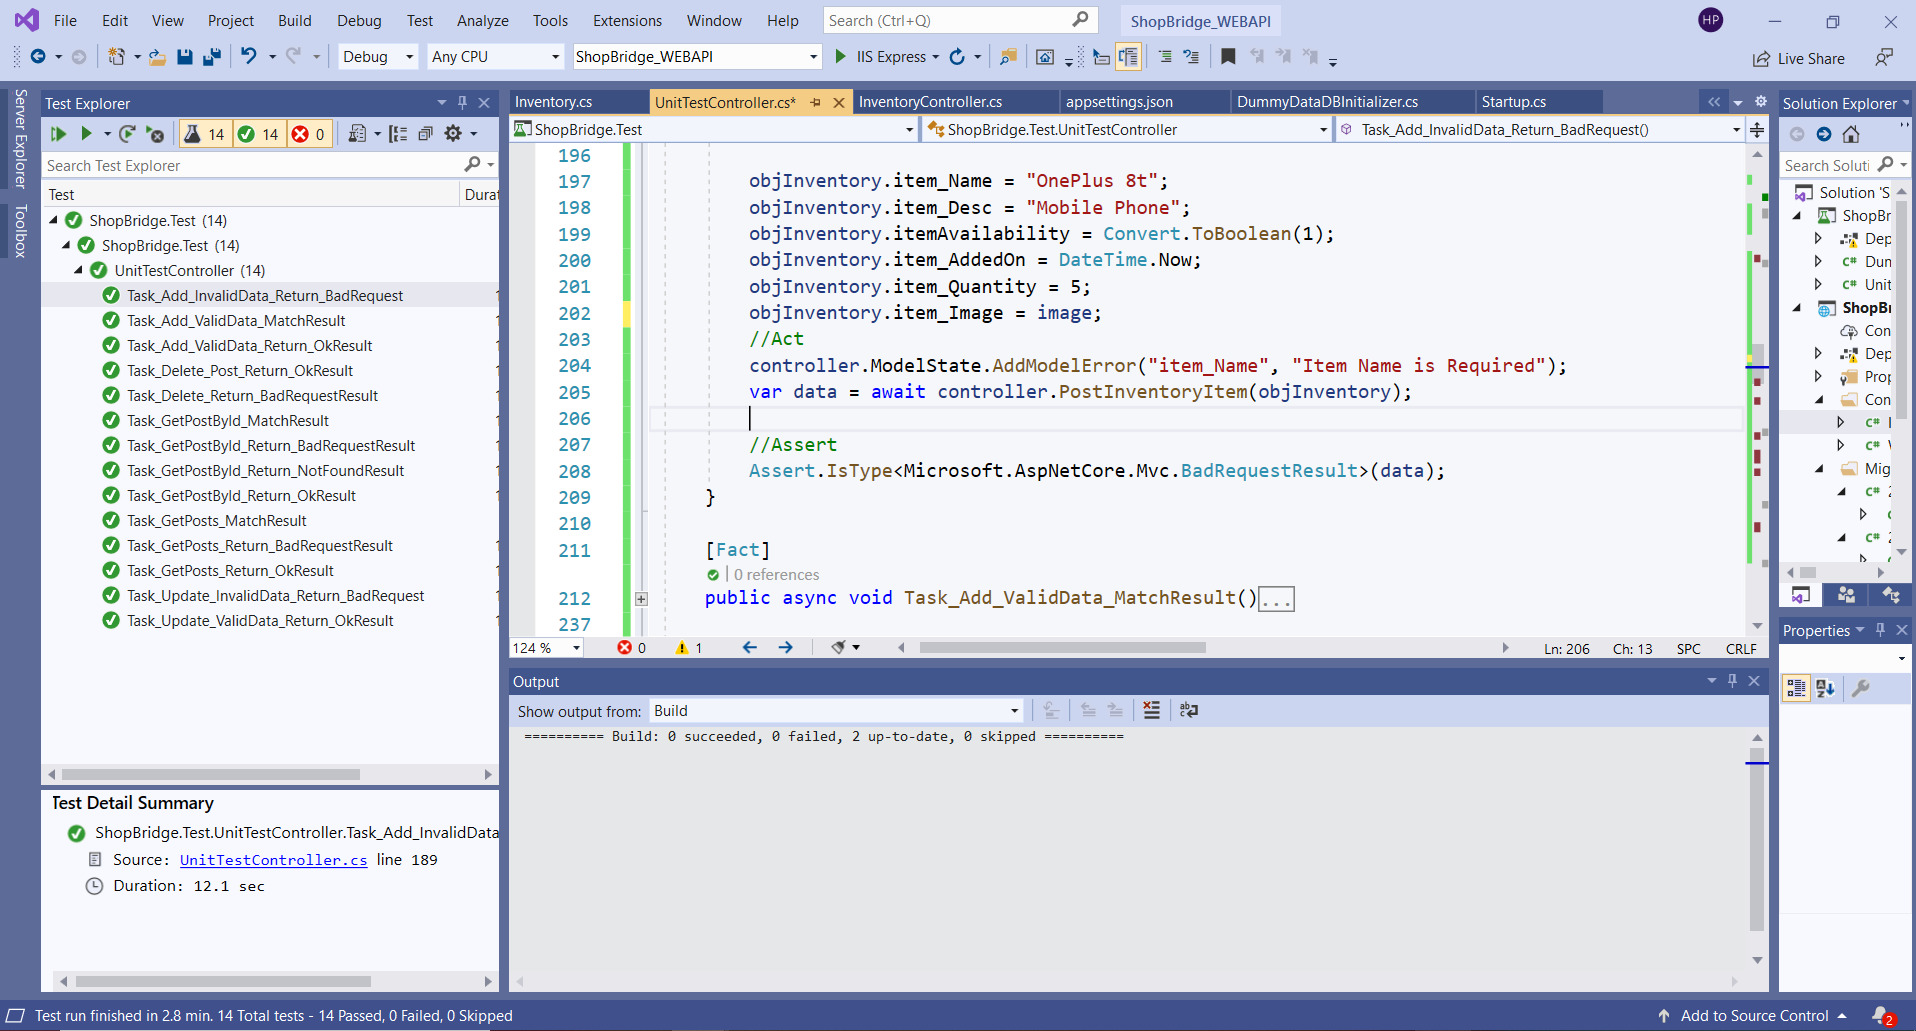 File Edit View Project Build Debug Test Analyze Tools Extensions Window Help Search (Ctrl+Q) ShopBridge_WEBAPI HP
Debug Any CPU ShopBridge_WEBAPI IIS Express Live Share
Server Explorer
Toolbox
Test Explorer
14 14 0
Search Test Explorer
Test Durat
ShopBridge.Test (14)
ShopBridge.Test (14)
UnitTestController (14)
Task_Add_InvalidData_Return_BadRequest
Task_Add_ValidData_MatchResult
Task_Add_ValidData_Return_OkResult
Task_Delete_Post_Return_OkResult
Task_Delete_Return_BadRequestResult
Task_GetPostById_MatchResult
Task_GetPostById_Return_BadRequestResult
Task_GetPostById_Return_NotFoundResult
Task_GetPostById_Return_OkResult
Task_GetPosts_MatchResult
Task_GetPosts_Return_BadRequestResult
Task_GetPosts_Return_OkResult
Task_Update_InvalidData_Return_BadRequest
Task_Update_ValidData_Return_OkResult
Test Detail Summary
ShopBridge.Test.UnitTestController.Task_Add_InvalidData
Source: UnitTestController.cs line 189
Duration: 12.1 sec
Inventory.cs UnitTestController.cs* InventoryController.cs appsettings.json DummyDataDBInitializer.cs Startup.cs
ShopBridge.Test ShopBridge.Test.UnitTestController Task_Add_InvalidData_Return_BadRequest()
196
197 objInventory.item_Name = "OnePlus 8t";
198 objInventory.item_Desc = "Mobile Phone";
199 objInventory.itemAvailability = Convert.ToBoolean(1);
200 objInventory.item_AddedOn = DateTime.Now;
201 objInventory.item_Quantity = 5;
202 objInventory.item_Image = image;
203 //Act
204 controller.ModelState.AddModelError("item_Name", "Item Name is Required");
205 var data = await controller.PostInventoryItem(objInventory);
206
207 //Assert
208 Assert.IsType<Microsoft.AspNetCore.Mvc.BadRequestResult>(data);
209 }
210
211 [Fact]
0 references
212 public async void Task_Add_ValidData_MatchResult()...
237
124 % 0 1 Ln: 206 Ch: 13 SPC CRLF
Output
Show output from: Build
========== Build: 0 succeeded, 0 failed, 2 up-to-date, 0 skipped ==========
Solution Explorer
Search Soluti
Solution 'S
ShopBr
Dep
C# Dum
C# Unit
ShopBi
Con
Dep
Prop
Con
C#
C#
Mig
C#
C#
Properties
Test run finished in 2.8 min. 14 Total tests - 14 Passed, 0 Failed, 0 Skipped Add to Source Control 2